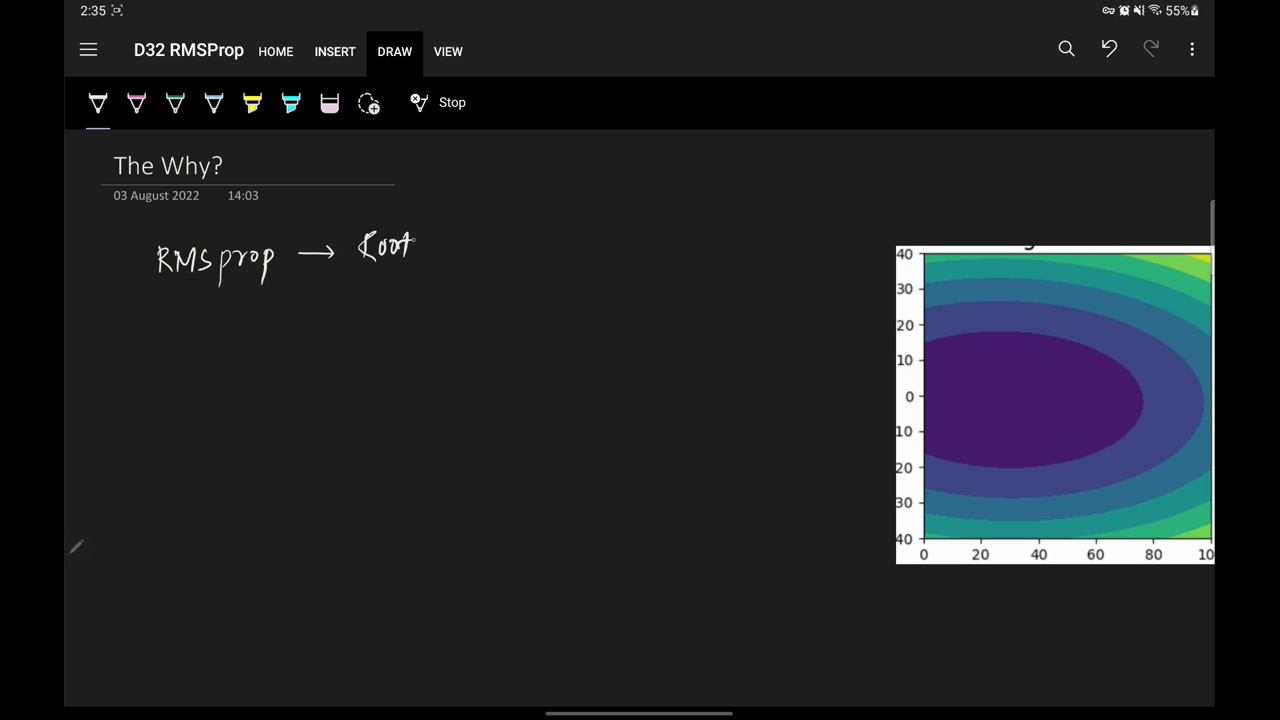 2:35 55%
D32 RMSProp HOME INSERT DRAW VIEW
Stop
The Why?
03 August 2022 14:03
RMSprop → Root
40
30
20
10
0
10
20
30
40
0 20 40 60 80 10